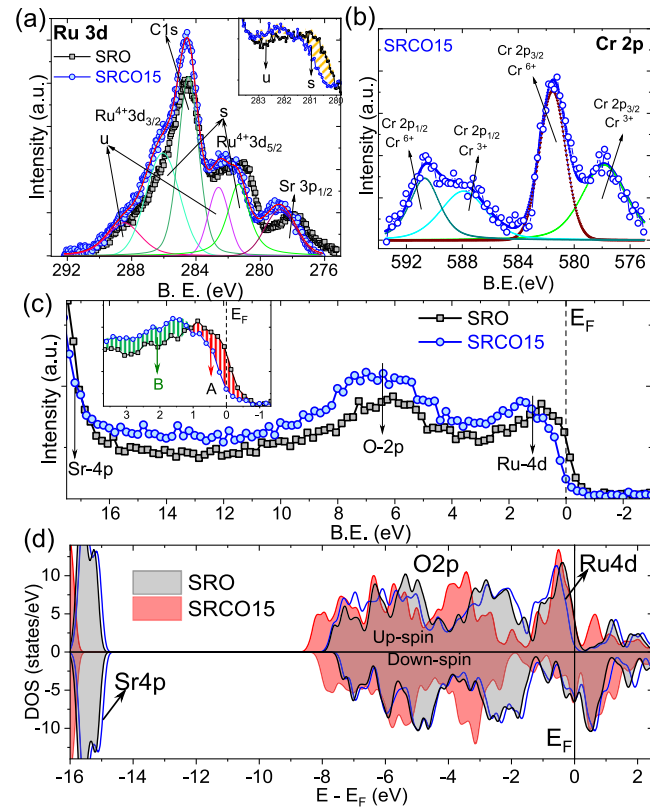 (a) Ru 3d
SRO
SRCO15
C1s
u
s
283 282 281 280
Ru4+3d3/2
s
u
Ru4+3d5/2
Sr 3p1/2
Intensity (a.u.)
292 288 284 280 276
B. E. (eV)
(b)
SRCO15
Cr 2p
Cr 2p3/2
Cr 6+
Cr 2p3/2
Cr 3+
Cr 2p1/2
Cr 6+
Cr 2p1/2
Cr 3+
Intensity (a.u.)
592 588 584 580 576
B.E.(eV)
(c)
EF
B
A
3 2 1 0 -1
SRO
SRCO15
EF
Sr-4p
O-2p
Ru-4d
Intensity (a.u.)
16 14 12 10 8 6 4 2 0 -2
B.E. (eV)
(d)
SRO
SRCO15
O2p
Ru4d
Up-spin
Down-spin
Sr4p
EF
DOS (states/eV)
10
5
0
-5
-10
-16 -14 -12 -10 -8 -6 -4 -2 0 2
E - EF (eV)